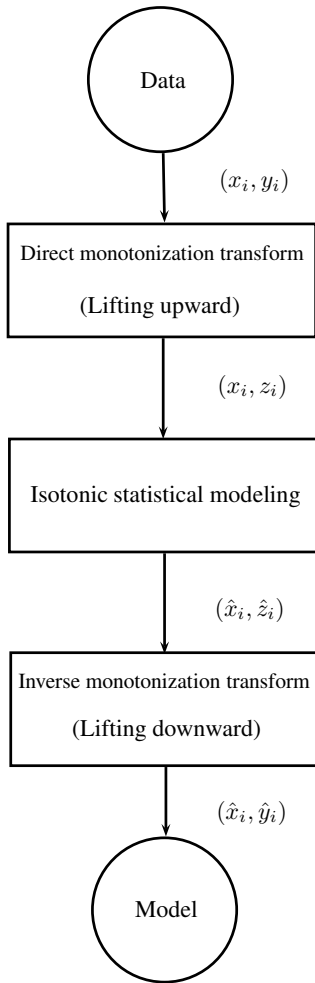 Data
(x_i, y_i)
Direct monotonization transform
(Lifting upward)
(x_i, z_i)
Isotonic statistical modeling
(x̂_i, ẑ_i)
Inverse monotonization transform
(Lifting downward)
(x̂_i, ŷ_i)
Model